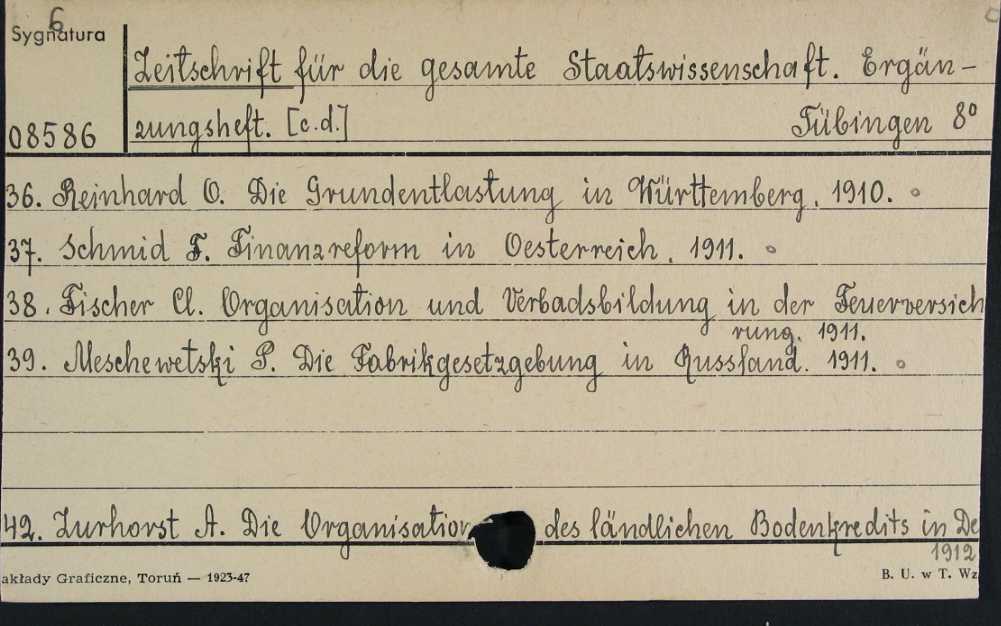 6
Sygnatura
Zeitschrift für die gesamte Staatswissenschaft. Ergän-
08586 zungsheft. [c.d.] Tübingen 8°
36. Reinhard O. Die Grundentlastung in Württemberg. 1910. o
37. Schmid F. Finanzreform in Oesterreich. 1911. o
38. Fischer Cl. Organisation und Verbadsbildung in der Feuerversich
rung. 1911.
39. Meschewetski P. Die Fabrikgesetzgebung in Russland. 1911. o
42. Zurhorst A. Die Organisation des ländlichen Bodenkredits in De
1912
akłady Graficzne, Toruń — 1923-47 B. U. w T. Wz